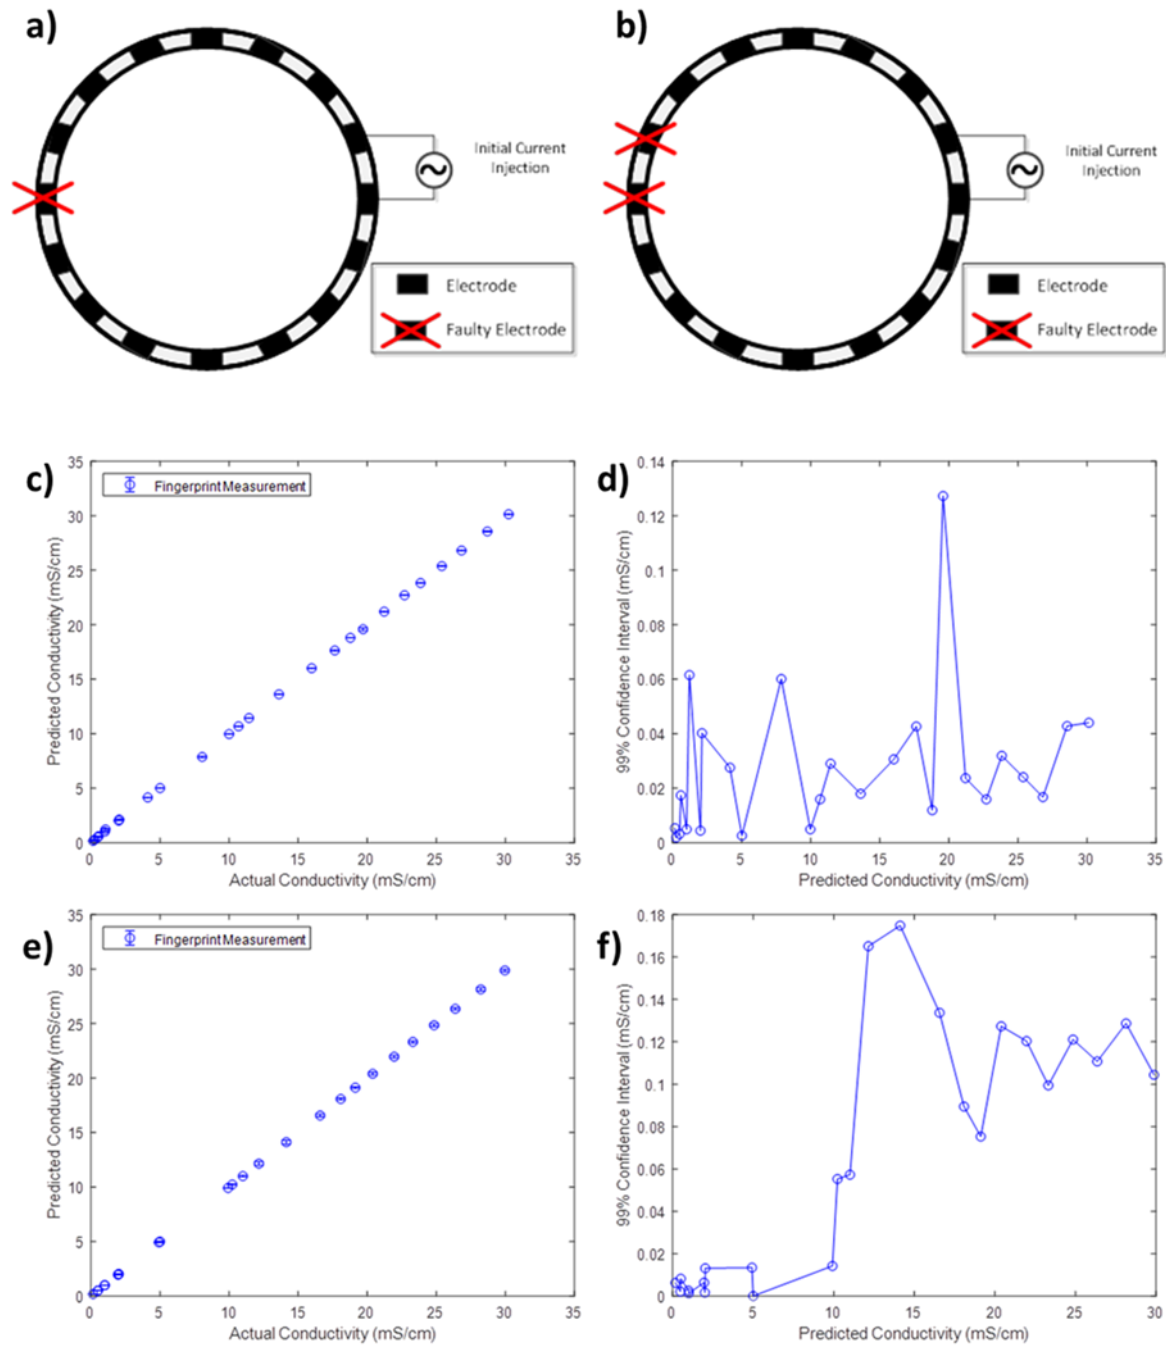 a)
Initial Current
Injection
Electrode
Faulty Electrode
b)
Initial Current
Injection
Electrode
Faulty Electrode
c)
Fingerprint Measurement
Predicted Conductivity (mS/cm)
35
30
25
20
15
10
5
0
0 5 10 15 20 25 30 35
Actual Conductivity (mS/cm)
d)
99% Confidence Interval (mS/cm)
0.14
0.12
0.1
0.08
0.06
0.04
0.02
0
0 5 10 15 20 25 30 35
Predicted Conductivity (mS/cm)
e)
Fingerprint Measurement
Predicted Conductivity (mS/cm)
35
30
25
20
15
10
5
0
0 5 10 15 20 25 30 35
Actual Conductivity (mS/cm)
f)
99% Confidence Interval (mS/cm)
0.18
0.16
0.14
0.12
0.1
0.08
0.06
0.04
0.02
0
0 5 10 15 20 25 30
Predicted Conductivity (mS/cm)